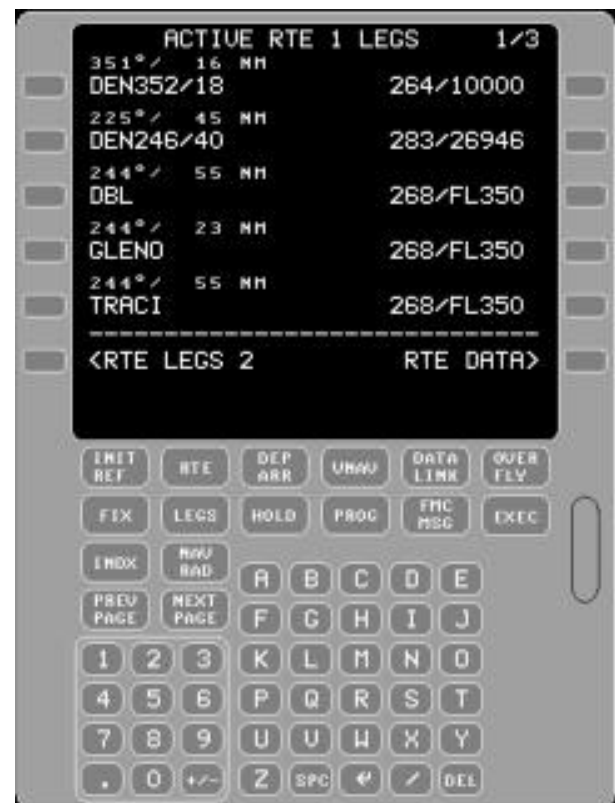 ACTIVE RTE 1 LEGS 1/3
351°/ 16 NM
DEN352/18 264/10000
225°/ 45 NM
DEN246/40 283/26946
244°/ 55 NM
DBL 268/FL350
244°/ 23 NM
GLENO 268/FL350
244°/ 55 NM
TRACI 268/FL350
--------------------------------
<RTE LEGS 2 RTE DATA>
INIT REF RTE DEP ARR VNAV DATA LINK OVER FLY
FIX LEGS HOLD PROG FMC MSG EXEC
INDX NAV RAD
PREV PAGE NEXT PAGE
A B C D E
F G H I J
1 2 3 K L M N O
4 5 6 P Q R S T
7 8 9 U V W X Y
. 0 +/- Z SPC ↵ / DEL